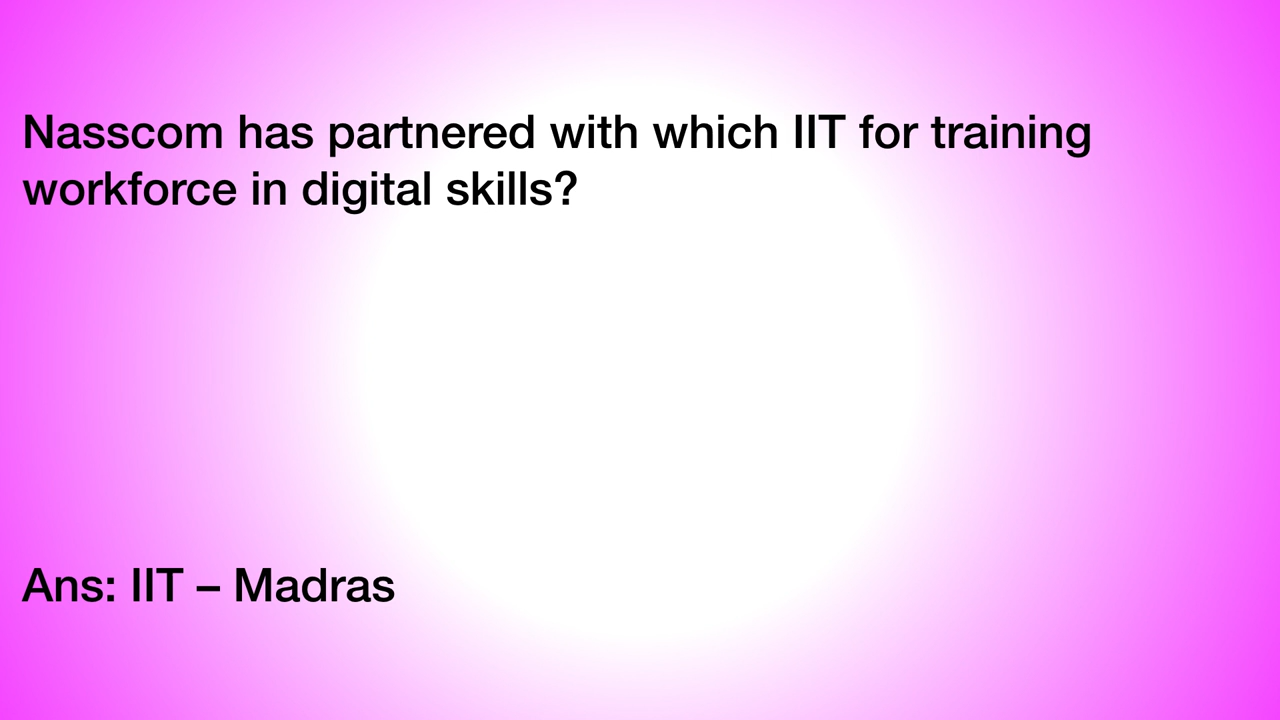 Nasscom has partnered with which IIT for training
workforce in digital skills?
Ans: IIT – Madras